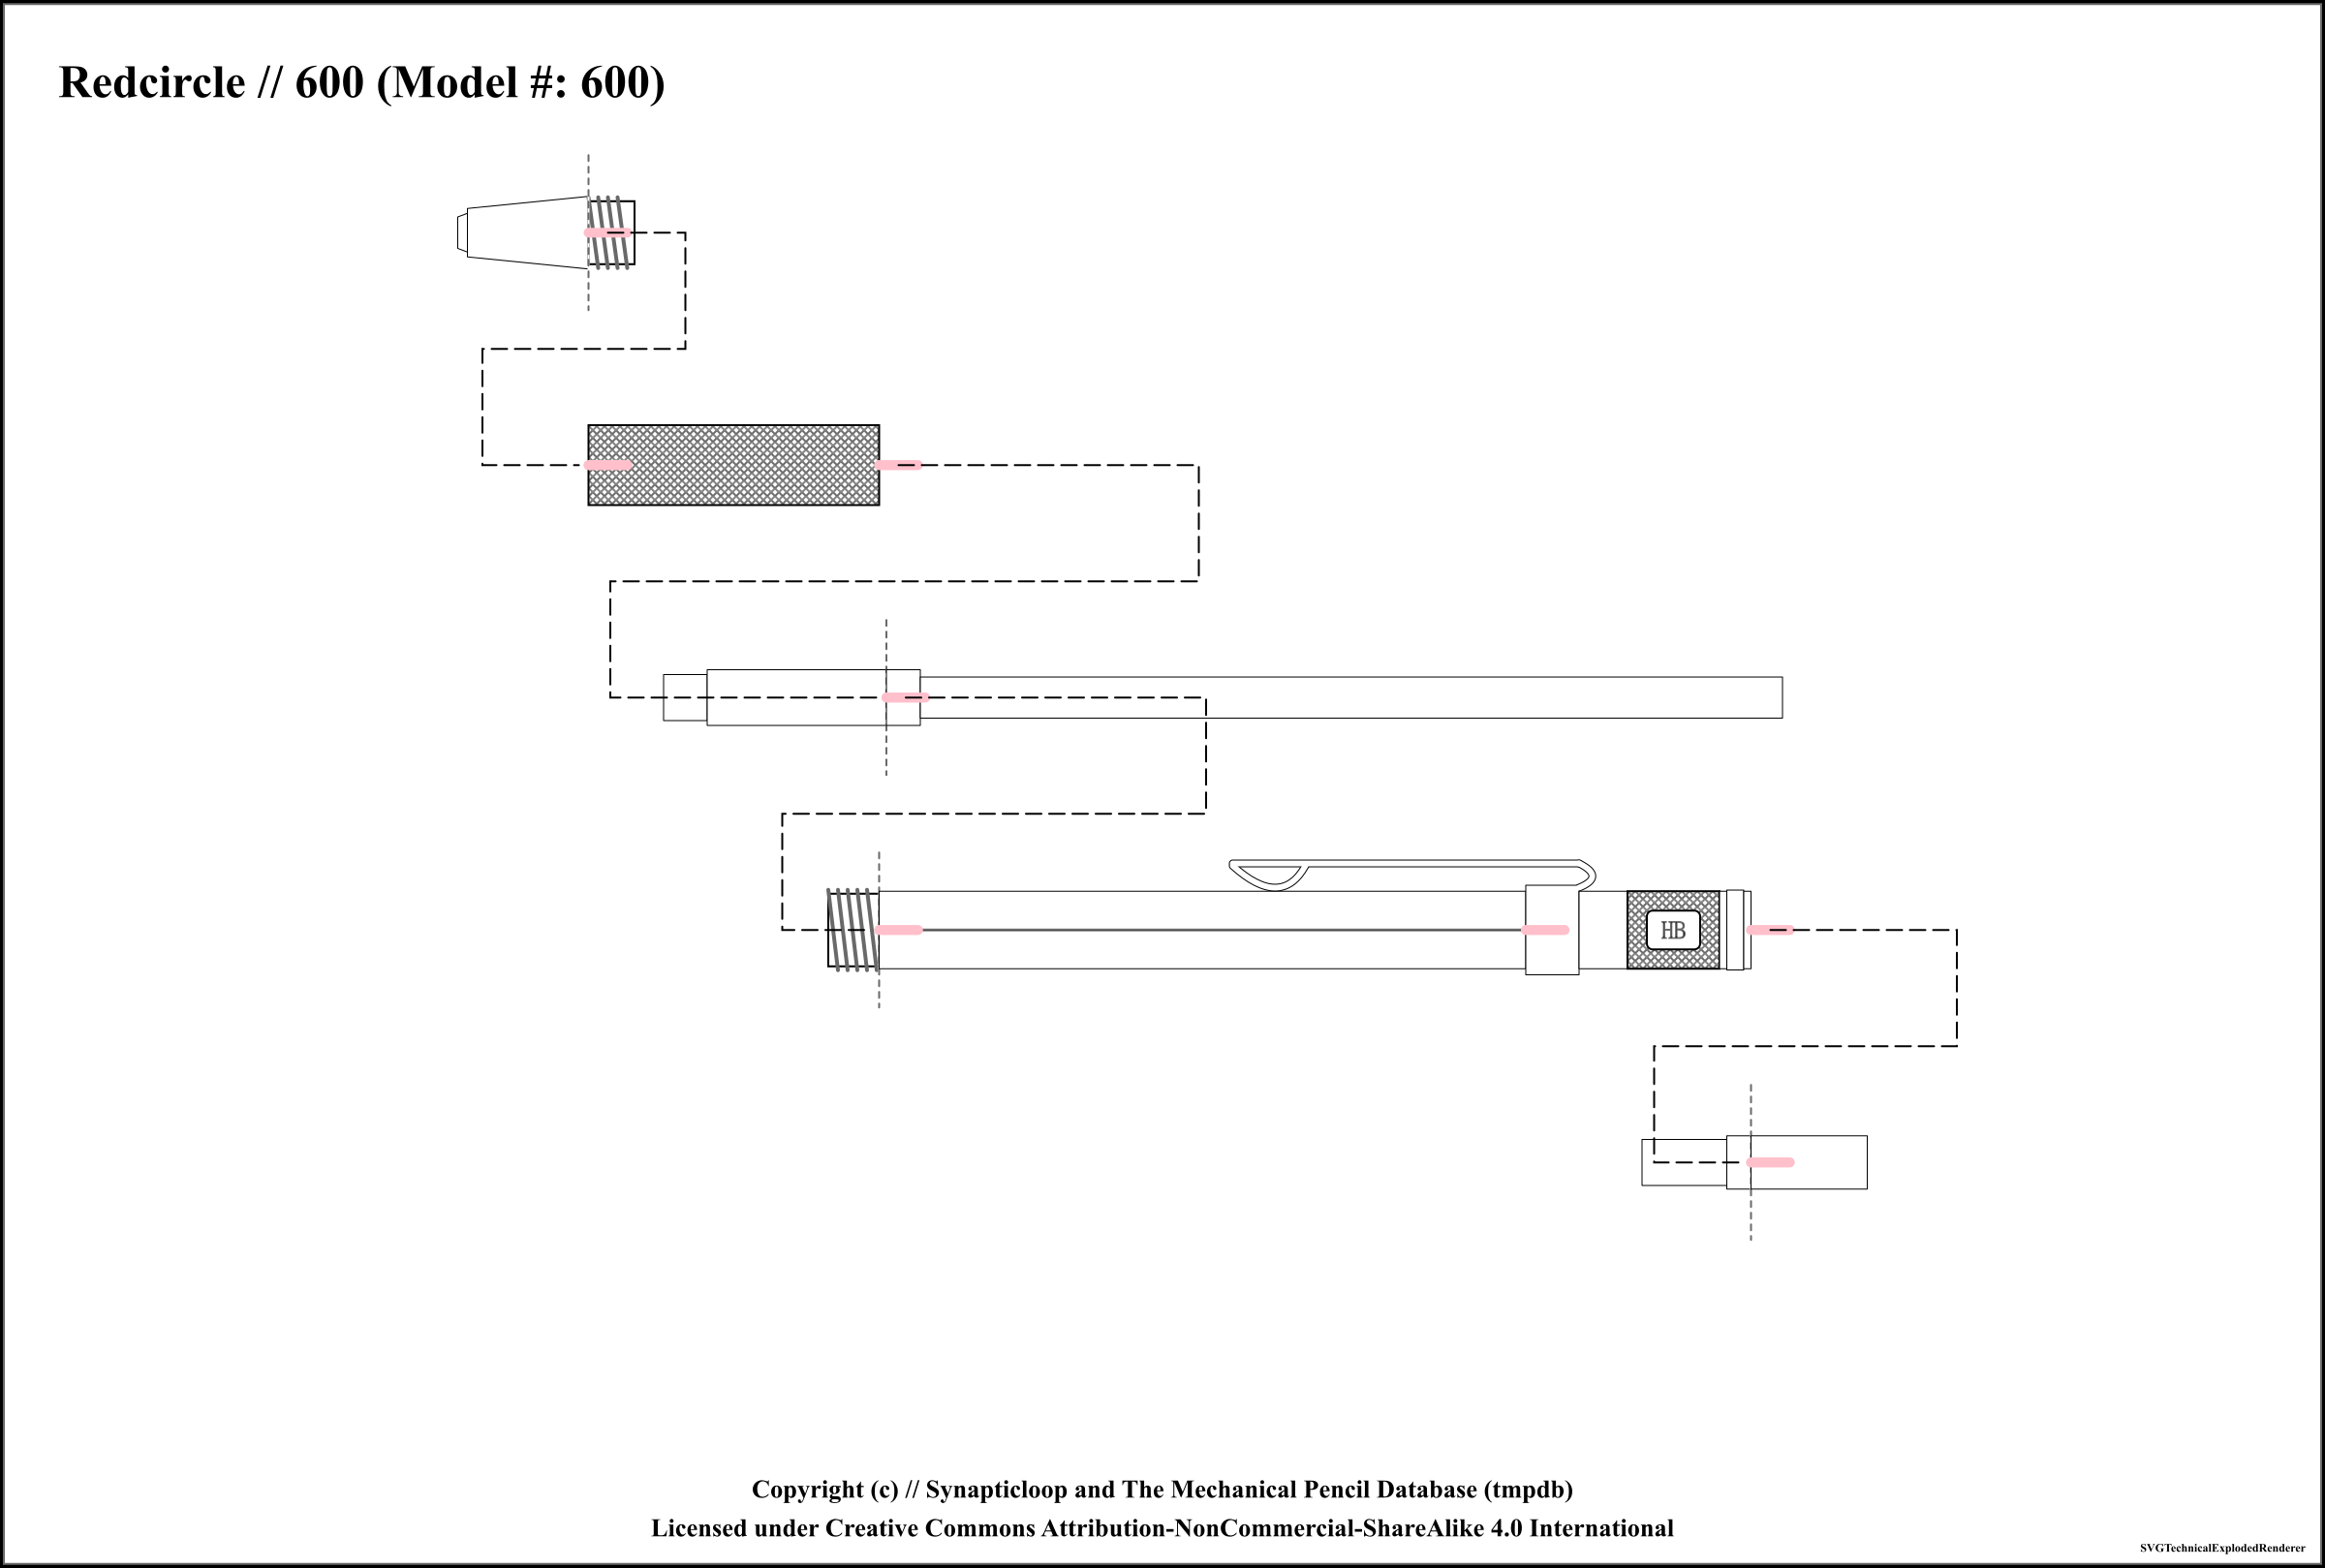 Redcircle // 600 (Model #: 600)
HB
Copyright (c) // Synapticloop and The Mechanical Pencil Database (tmpdb)
Licensed under Creative Commons Attribution-NonCommercial-ShareAlike 4.0 International
SVGTechnicalExplodedRenderer